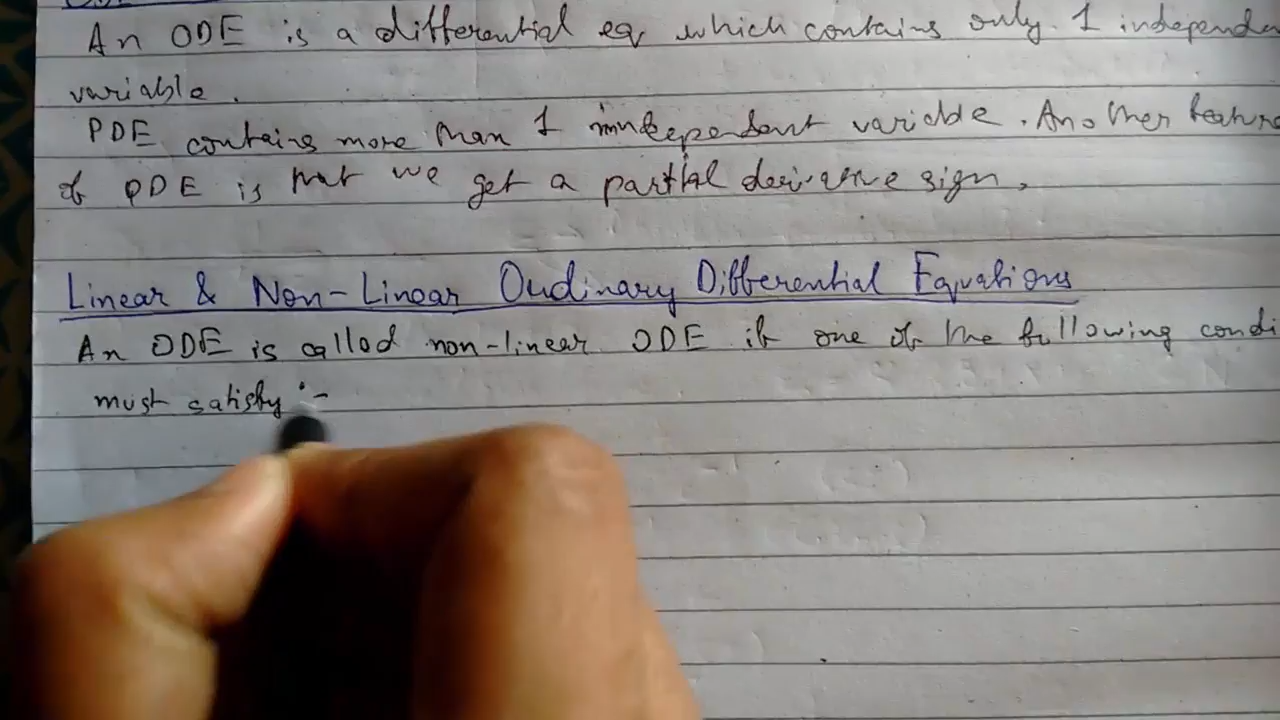 An ODE is a differential eq which contains only 1 independe
variable.
PDE contains more than 1 independent variable. Another feature
of PDE is that we get a partial derivative sign.
Linear & Non-Linear Ordinary Differential Equations
An ODE is called non-linear ODE if one of the following condi
must satisfy :-